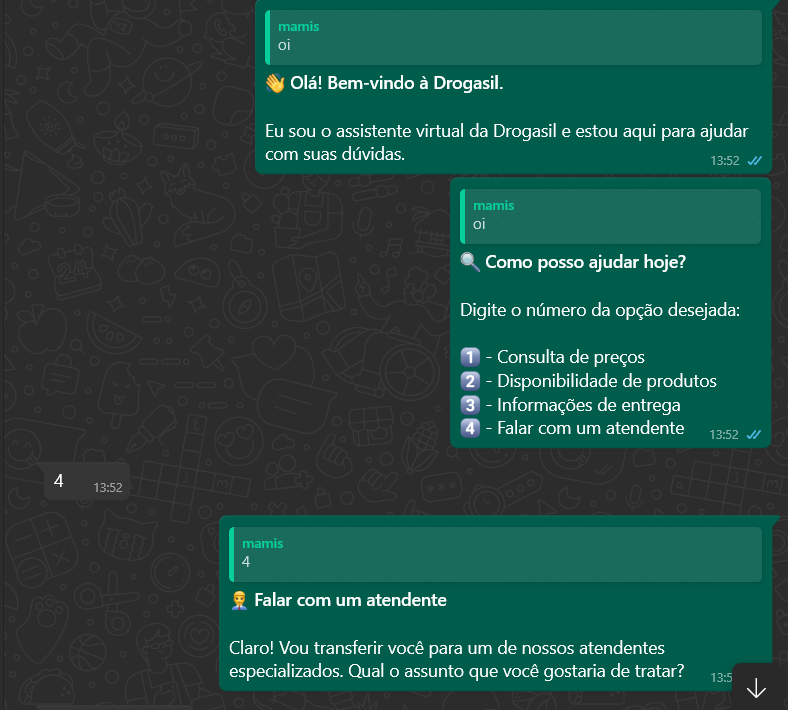 mamis
oi
👋 Olá! Bem-vindo à Drogasil.
Eu sou o assistente virtual da Drogasil e estou aqui para ajudar
com suas dúvidas.
13:52
mamis
oi
🔍 Como posso ajudar hoje?
Digite o número da opção desejada:
1️⃣ - Consulta de preços
2️⃣ - Disponibilidade de produtos
3️⃣ - Informações de entrega
4️⃣ - Falar com um atendente
13:52
4
13:52
mamis
4
👨‍💼 Falar com um atendente
Claro! Vou transferir você para um de nossos atendentes
especializados. Qual o assunto que você gostaria de tratar?